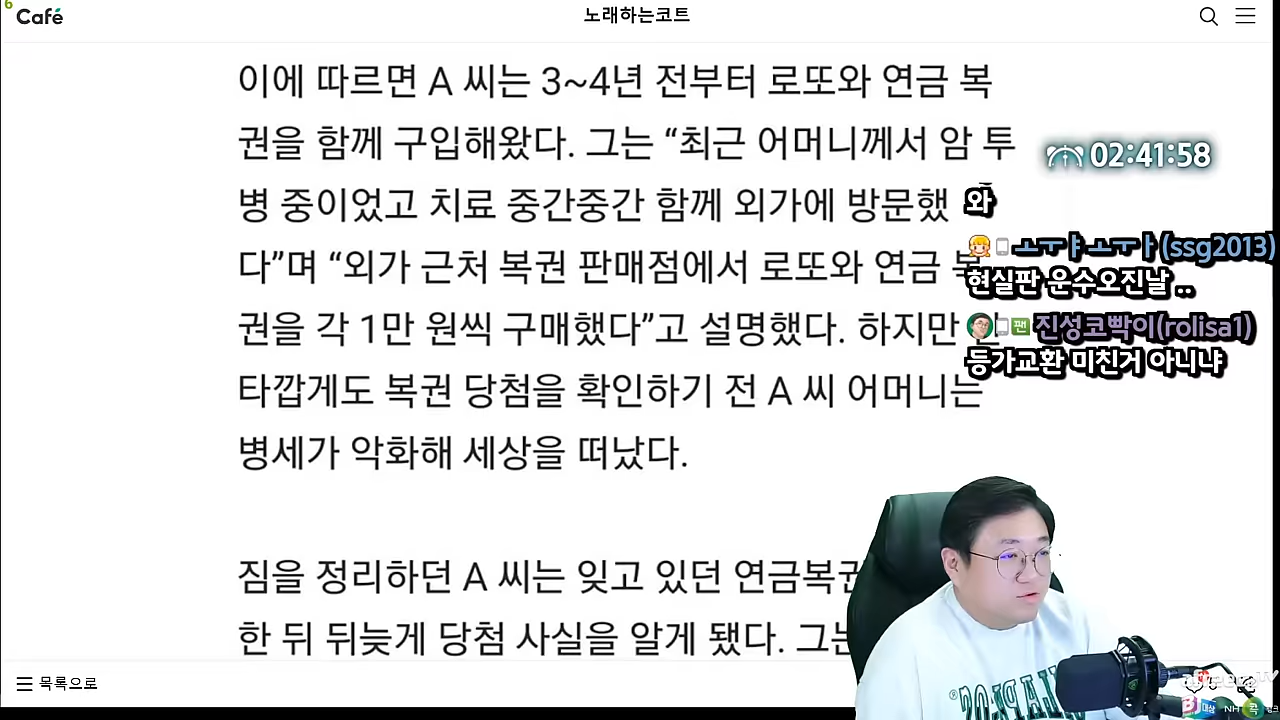 Café
노래하는코트
이에 따르면 A 씨는 3~4년 전부터 로또와 연금 복
권을 함께 구입해왔다. 그는 “최근 어머니께서 암 투
병 중이었고 치료 중간중간 함께 외가에 방문했
다”며 “외가 근처 복권 판매점에서 로또와 연금 복
권을 각 1만 원씩 구매했다”고 설명했다. 하지만
타깝게도 복권 당첨을 확인하기 전 A 씨 어머니는
병세가 악화해 세상을 떠났다.
짐을 정리하던 A 씨는 잊고 있던 연금복권
한 뒤 뒤늦게 당첨 사실을 알게 됐다. 그는
목록으로
02:41:58
와
ㅗㅜㅑㅗㅜㅏ(ssg2013)
현실판 운수오진날 ..
팬 진성코빡이(rolisa1)
등가교환 미친거 아니냐